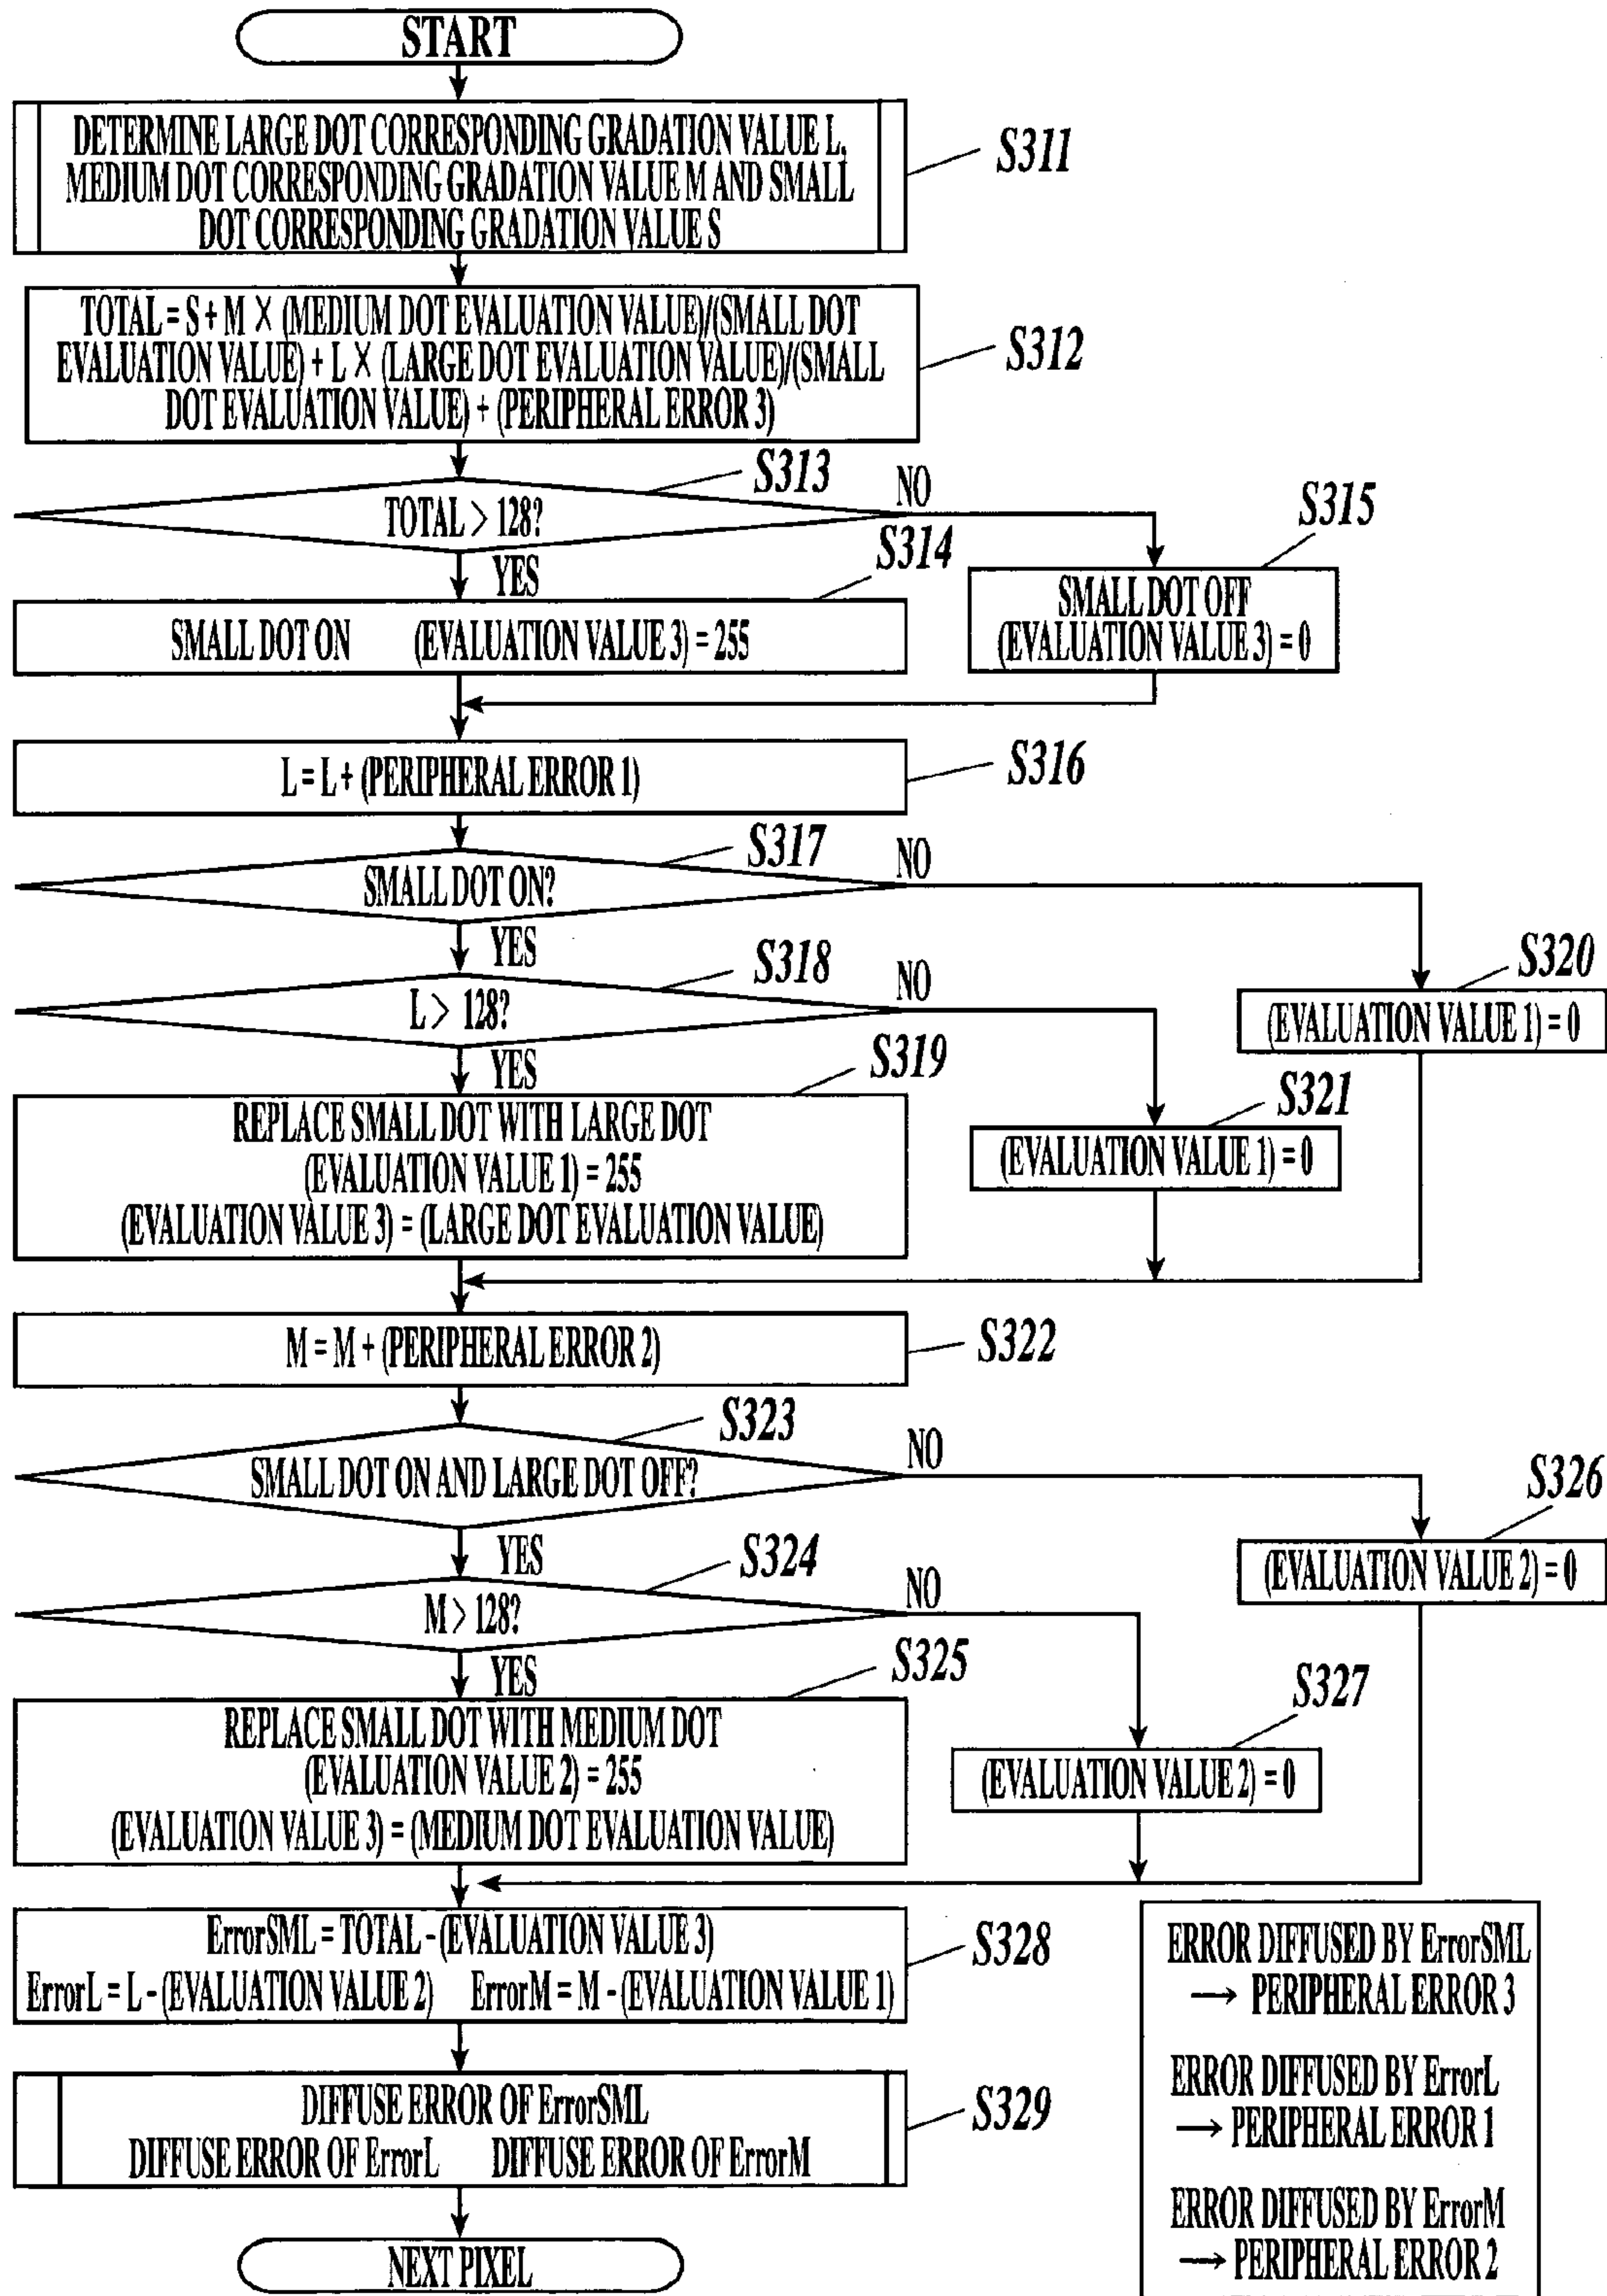 START
DETERMINE LARGE DOT CORRESPONDING GRADATION VALUE L,
MEDIUM DOT CORRESPONDING GRADATION VALUE M AND SMALL
DOT CORRESPONDING GRADATION VALUE S
S311
TOTAL = S + M X (MEDIUM DOT EVALUATION VALUE)/(SMALL DOT
EVALUATION VALUE) + L X (LARGE DOT EVALUATION VALUE)/(SMALL
DOT EVALUATION VALUE) + (PERIPHERAL ERROR 3)
S312
S313
TOTAL > 128?
NO
YES
S314
SMALL DOT ON (EVALUATION VALUE 3) = 255
S315
SMALL DOT OFF
(EVALUATION VALUE 3) = 0
L = L + (PERIPHERAL ERROR 1)
S316
S317
SMALL DOT ON?
NO
YES
S318
L > 128?
NO
YES
S320
(EVALUATION VALUE 1) = 0
S319
REPLACE SMALL DOT WITH LARGE DOT
(EVALUATION VALUE 1) = 255
(EVALUATION VALUE 3) = (LARGE DOT EVALUATION VALUE)
S321
(EVALUATION VALUE 1) = 0
M = M + (PERIPHERAL ERROR 2)
S322
S323
SMALL DOT ON AND LARGE DOT OFF?
NO
YES
S326
(EVALUATION VALUE 2) = 0
S324
M > 128?
NO
YES
S325
REPLACE SMALL DOT WITH MEDIUM DOT
(EVALUATION VALUE 2) = 255
(EVALUATION VALUE 3) = (MEDIUM DOT EVALUATION VALUE)
S327
(EVALUATION VALUE 2) = 0
ErrorSML = TOTAL - (EVALUATION VALUE 3)
ErrorL = L - (EVALUATION VALUE 2) ErrorM = M - (EVALUATION VALUE 1)
S328
DIFFUSE ERROR OF ErrorSML
DIFFUSE ERROR OF ErrorL DIFFUSE ERROR OF ErrorM
S329
NEXT PIXEL
ERROR DIFFUSED BY ErrorSML
→ PERIPHERAL ERROR 3
ERROR DIFFUSED BY ErrorL
→ PERIPHERAL ERROR 1
ERROR DIFFUSED BY ErrorM
→ PERIPHERAL ERROR 2